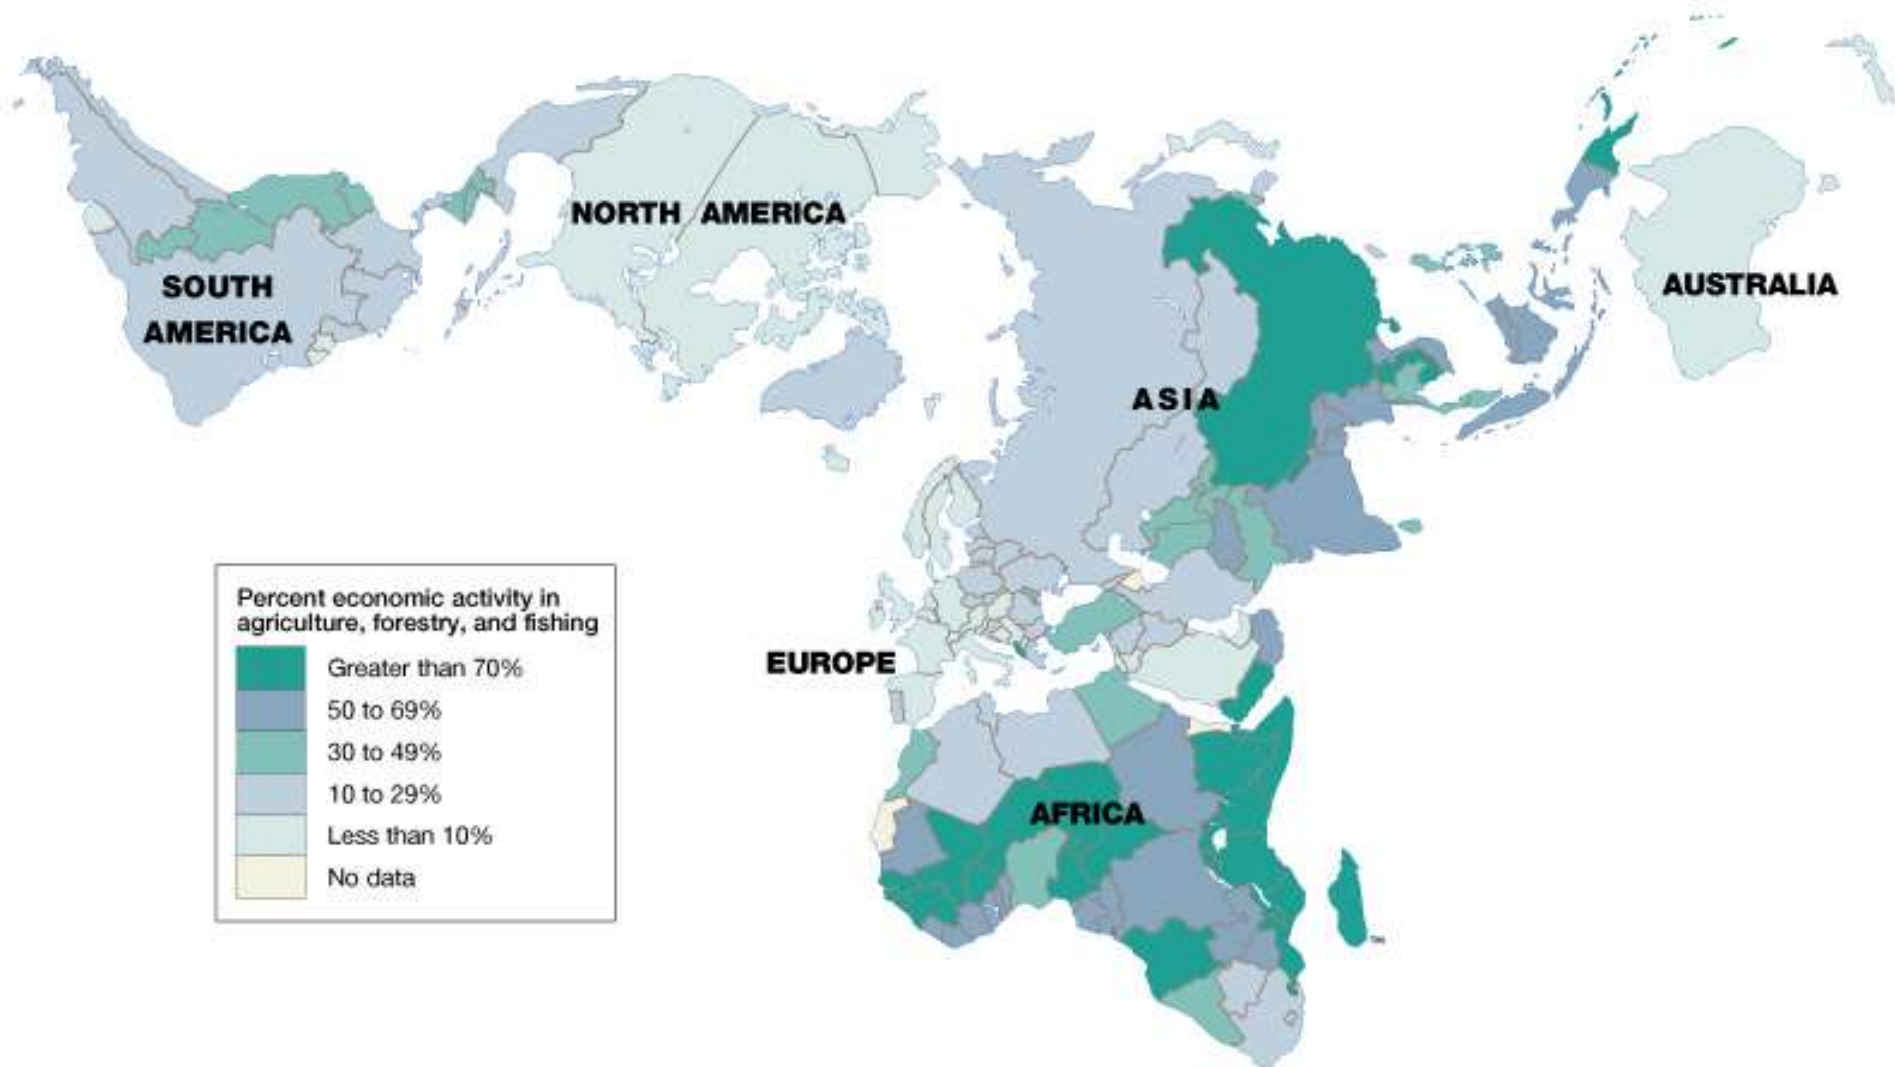 NORTH AMERICA
SOUTH
AMERICA
AUSTRALIA
ASIA
EUROPE
AFRICA
Percent economic activity in
agriculture, forestry, and fishing
Greater than 70%
50 to 69%
30 to 49%
10 to 29%
Less than 10%
No data